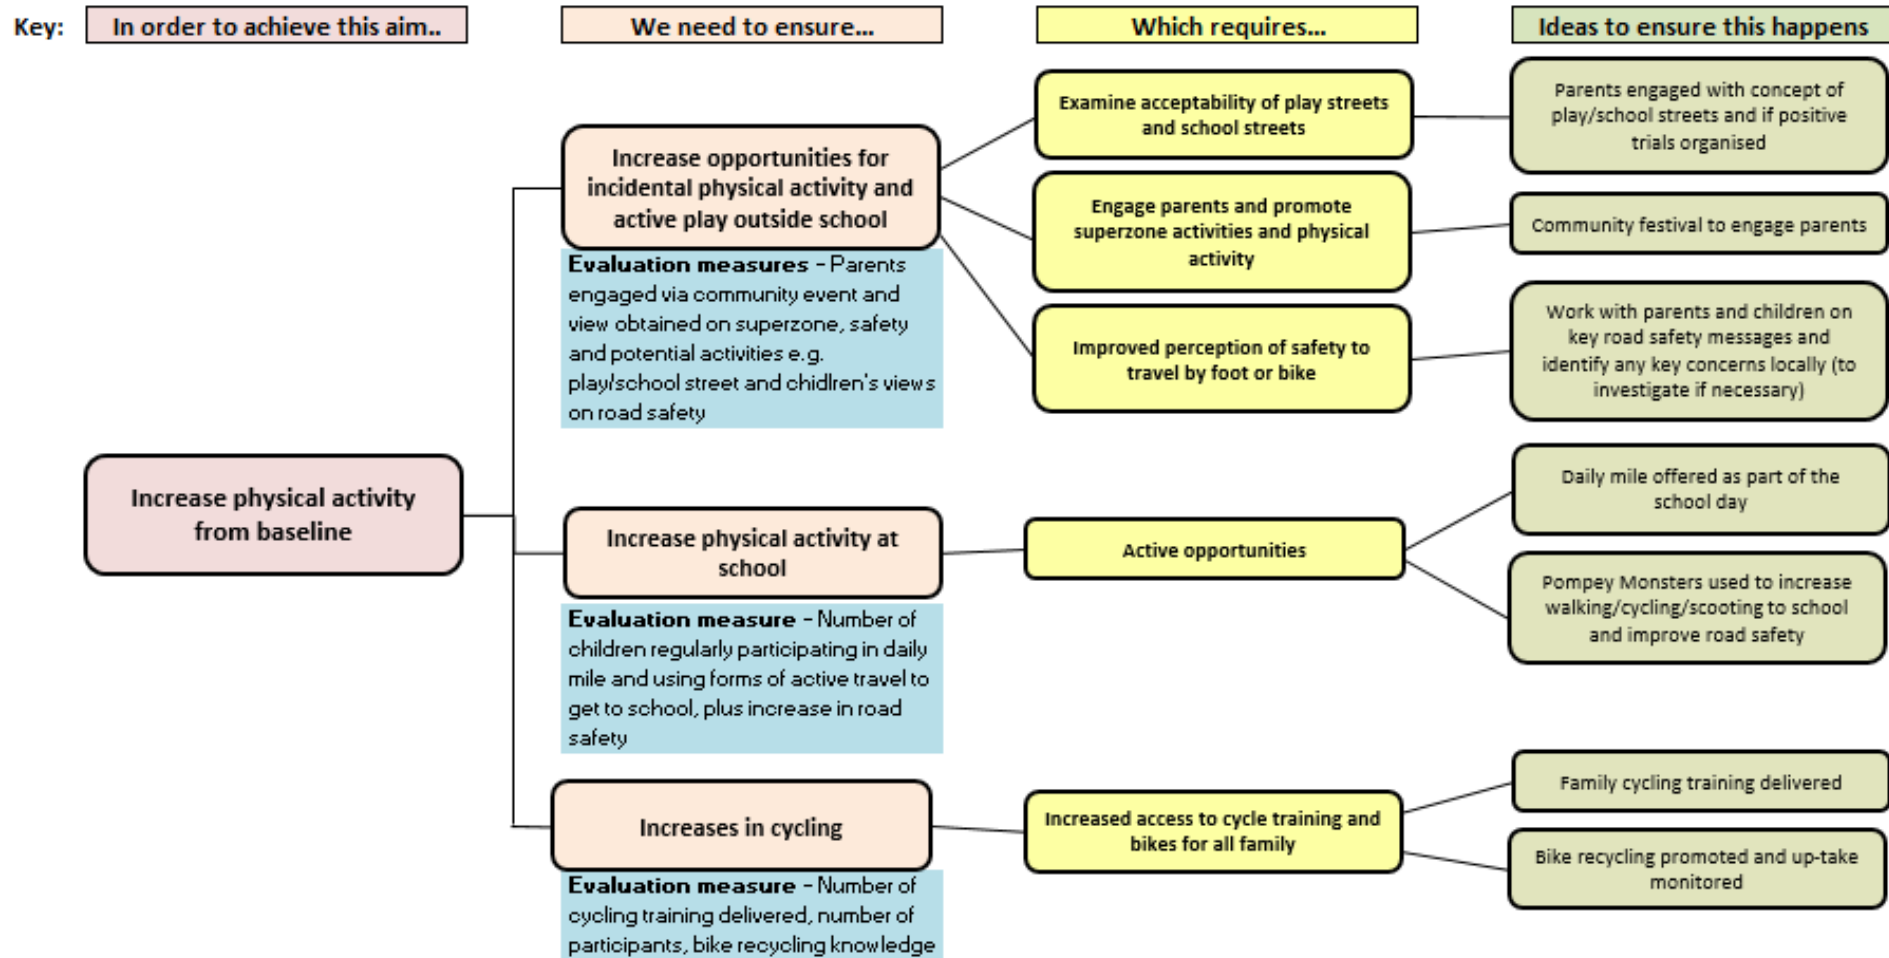 Key:
In order to achieve this aim..
We need to ensure...
Which requires...
Ideas to ensure this happens
Increase physical activity
from baseline
Increase opportunities for
incidental physical activity and
active play outside school
Evaluation measures - Parents
engaged via community event and
view obtained on superzone, safety
and potential activities e.g.
play/school street and chidlren's views
on road safety
Examine acceptability of play streets
and school streets
Parents engaged with concept of
play/school streets and if positive
trials organised
Engage parents and promote
superzone activities and physical
activity
Community festival to engage parents
Improved perception of safety to
travel by foot or bike
Work with parents and children on
key road safety messages and
identify any key concerns locally (to
investigate if necessary)
Increase physical activity at
school
Evaluation measure - Number of
children regularly participating in daily
mile and using forms of active travel to
get to school, plus increase in road
safety
Active opportunities
Daily mile offered as part of the
school day
Pompey Monsters used to increase
walking/cycling/scooting to school
and improve road safety
Increases in cycling
Evaluation measure - Number of
cycling training delivered, number of
participants, bike recycling knowledge
Increased access to cycle training and
bikes for all family
Family cycling training delivered
Bike recycling promoted and up-take
monitored